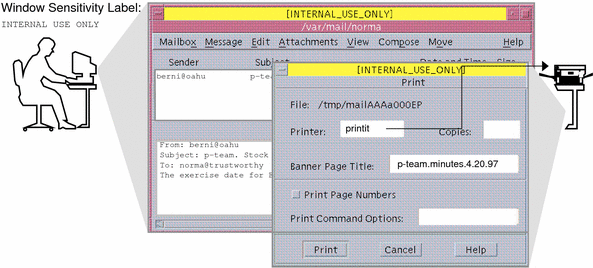 Window Sensitivity Label:
INTERNAL USE ONLY
[INTERNAL_USE_ONLY]
/var/mail/norma
Mailbox Message Edit Attachments View Compose Move Help
Sender Subject Date and Time Size
berni@oahu p-tea
[INTERNAL_USE_ONLY]
Print
File: /tmp/mailAAAa000EP
Printer: printit Copies:
From: berni@oahu
Subject: p-team. Stock
To: norma@trustworthy
The exercise date for
Banner Page Title: p-team.minutes.4.20.97
Print Page Numbers
Print Command Options:
Print Cancel Help